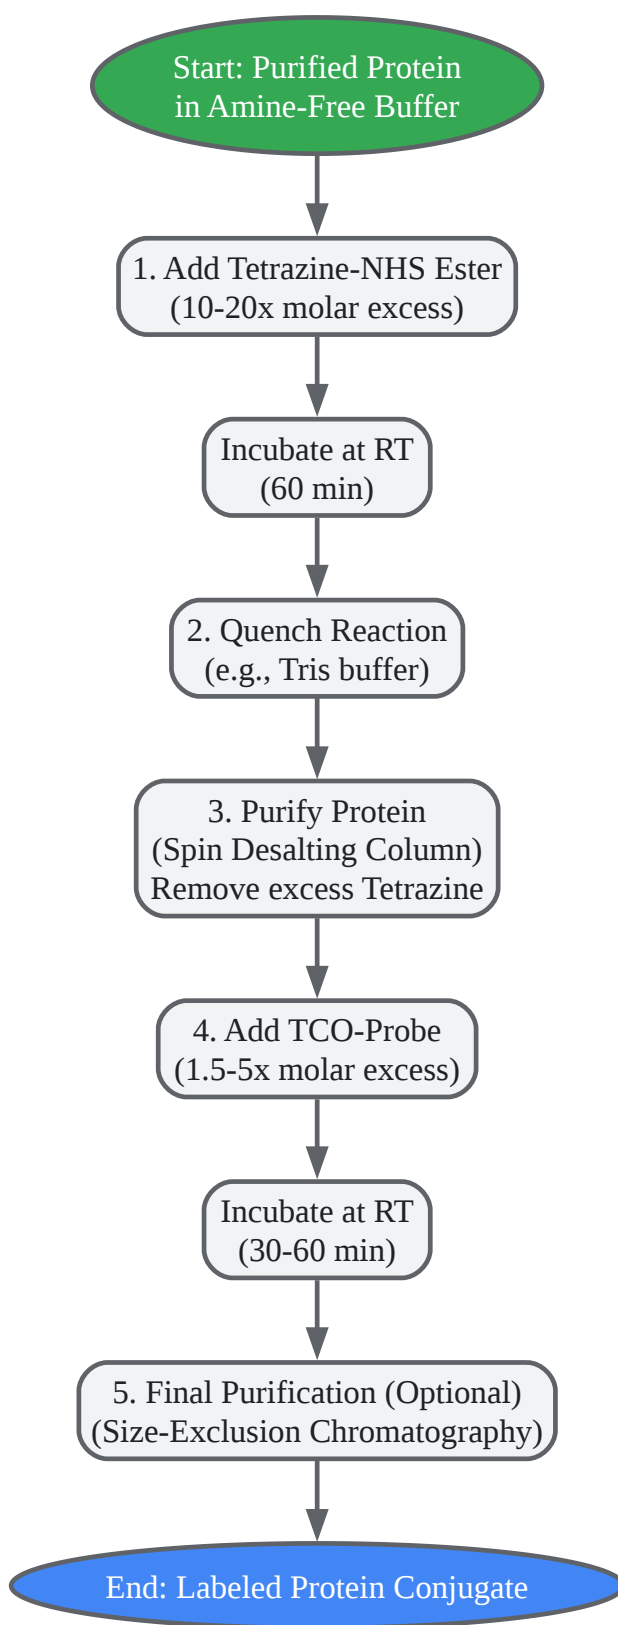 Start: Purified Protein
in Amine-Free Buffer
1. Add Tetrazine-NHS Ester
(10-20x molar excess)
Incubate at RT
(60 min)
2. Quench Reaction
(e.g., Tris buffer)
3. Purify Protein
(Spin Desalting Column)
Remove excess Tetrazine
4. Add TCO-Probe
(1.5-5x molar excess)
Incubate at RT
(30-60 min)
5. Final Purification (Optional)
(Size-Exclusion Chromatography)
End: Labeled Protein Conjugate